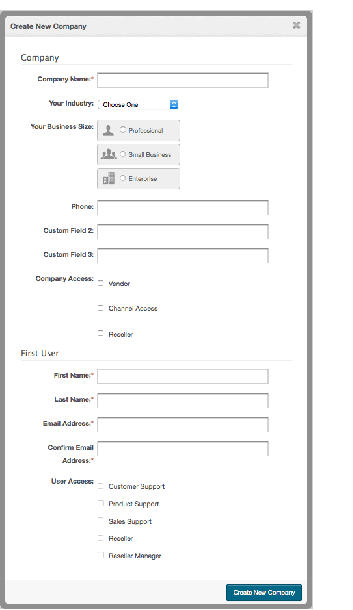 Create New Company
Company
Company Name:*
Your Industry: Choose One
Your Business Size: Professional
Small Business
Enterprise
Phone:
Custom Field 2:
Custom Field 3:
Company Access: Vendor
Channel Access
Reseller
First User
First Name:*
Last Name:*
Email Address:*
Confirm Email
Address:*
User Access: Customer Support
Product Support
Sales Support
Reseller
Reseller Manager
Create New Company